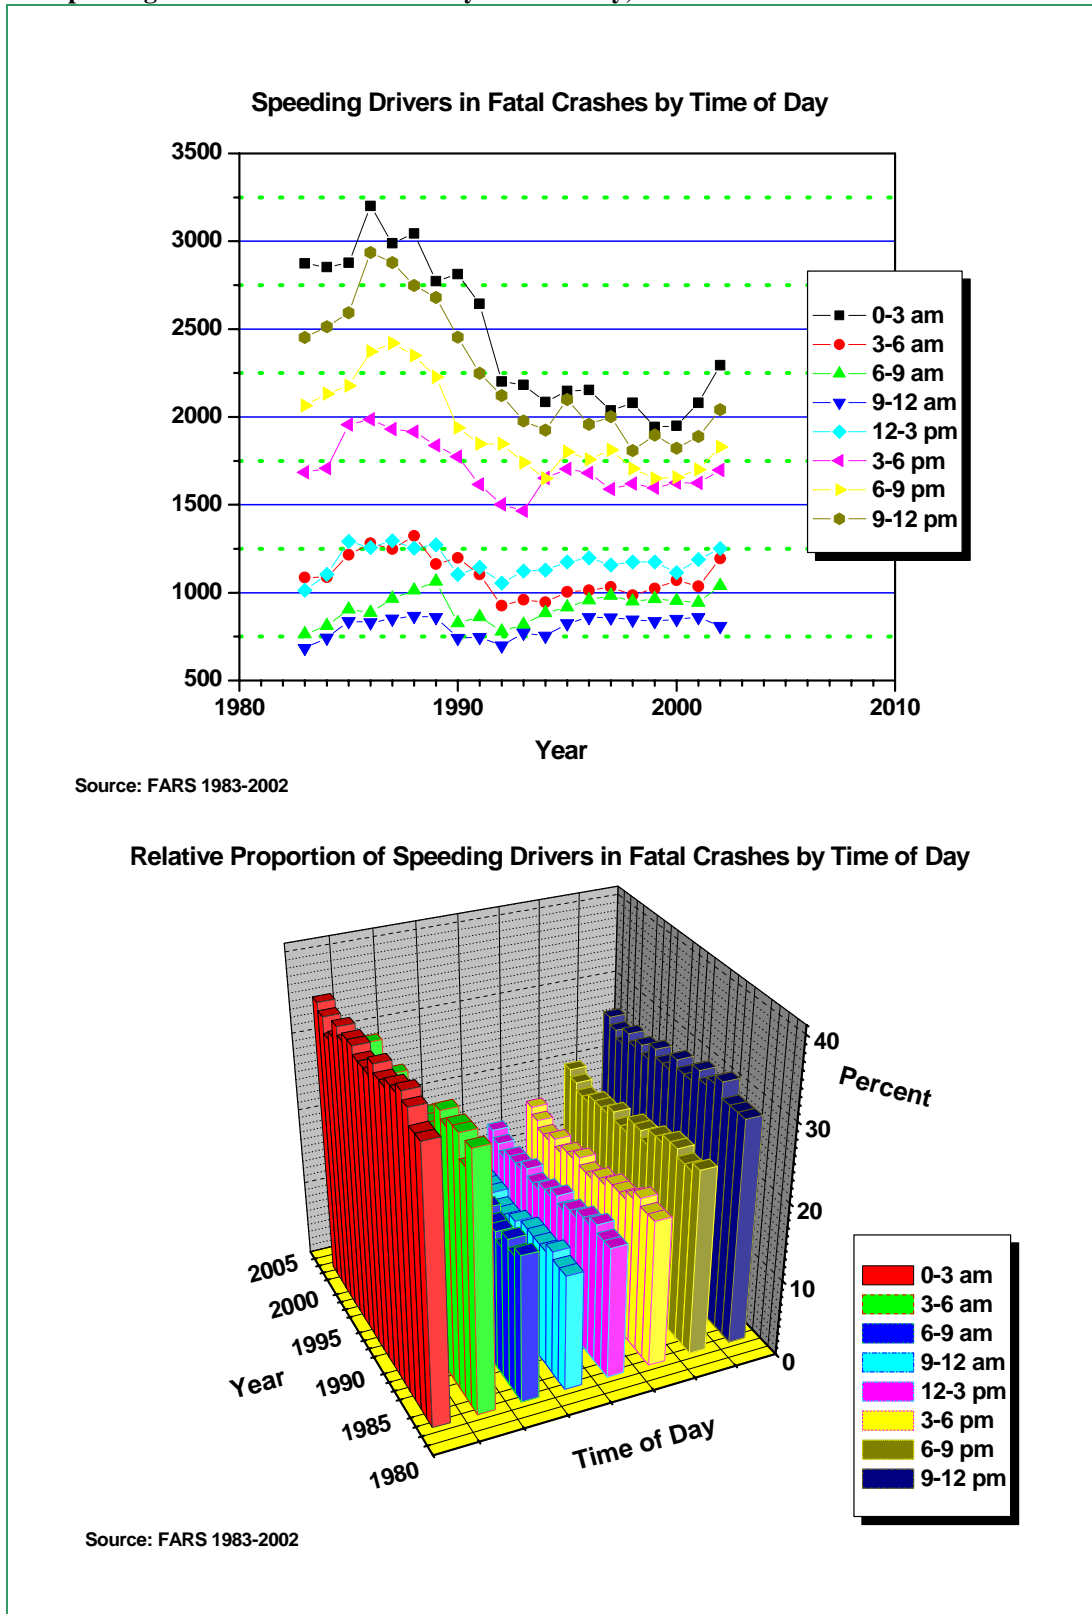 Speeding Drivers in Fatal Crashes by Time of Day
3500
3000
2500
2000
1500
1000
500
1980
1990
2000
2010
Year
0-3 am
3-6 am
6-9 am
9-12 am
12-3 pm
3-6 pm
6-9 pm
9-12 pm
Source: FARS 1983-2002
Relative Proportion of Speeding Drivers in Fatal Crashes by Time of Day
40
Percent
30
20
10
0
2005
2000
1995
Year
1990
1985
1980
Time of Day
0-3 am
3-6 am
6-9 am
9-12 am
12-3 pm
3-6 pm
6-9 pm
9-12 pm
Source: FARS 1983-2002